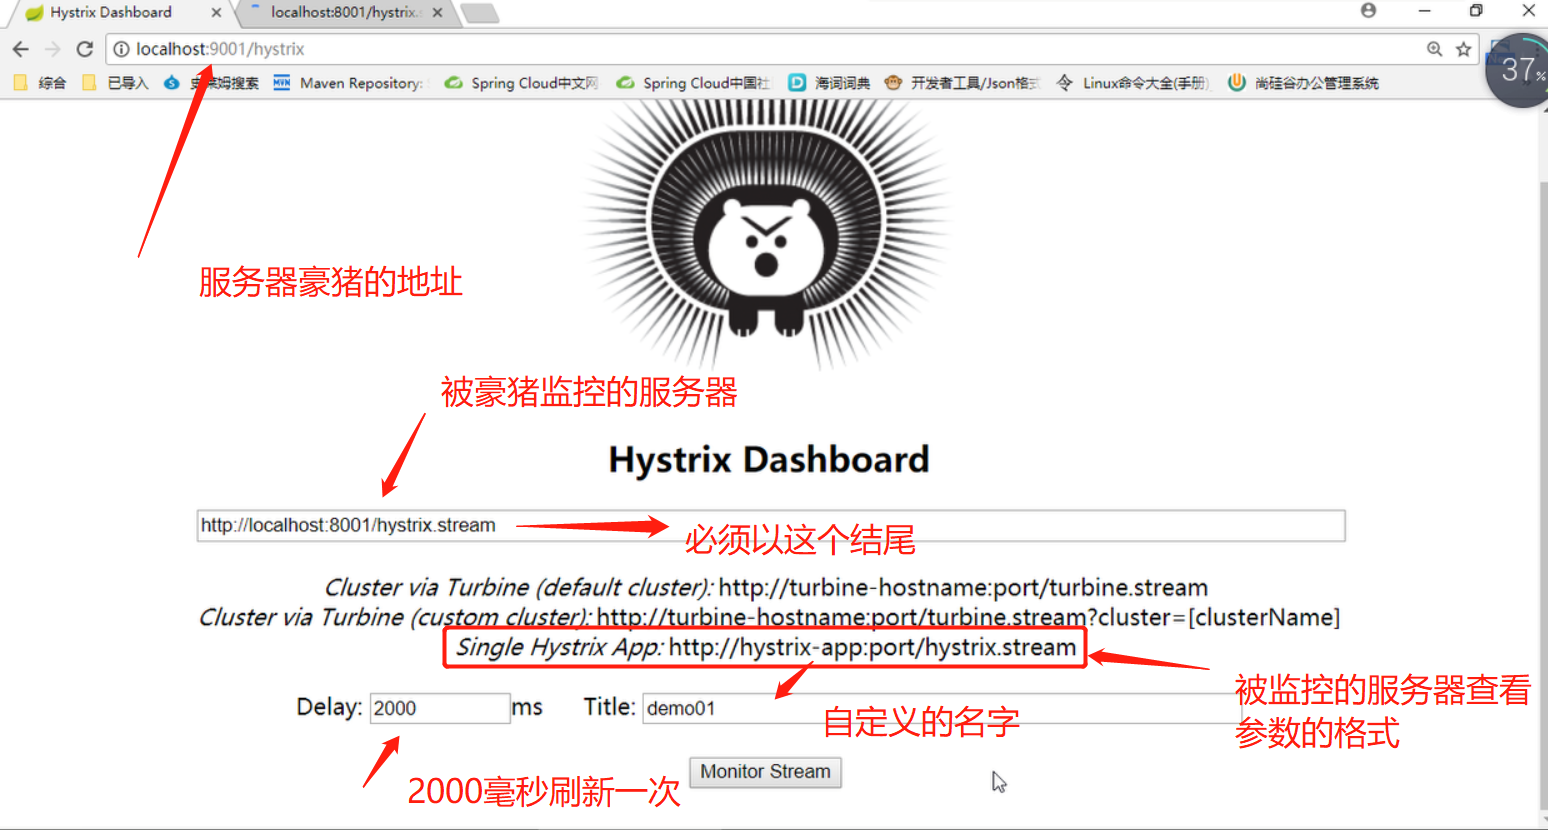 Hystrix Dashboard
localhost:8001/hystrix.s
localhost:9001/hystrix
综合 已导入 史莱姆搜索 Maven Repository: Spring Cloud中文网 Spring Cloud中国社 海词词典 开发者工具/Json格式 Linux命令大全(手册) 尚硅谷办公管理系统
37%
服务器豪猪的地址
被豪猪监控的服务器
Hystrix Dashboard
http://localhost:8001/hystrix.stream 必须以这个结尾
Cluster via Turbine (default cluster): http://turbine-hostname:port/turbine.stream
Cluster via Turbine (custom cluster): http://turbine-hostname:port/turbine.stream?cluster=[clusterName]
Single Hystrix App: http://hystrix-app:port/hystrix.stream
被监控的服务器查看
参数的格式
Delay: 2000 ms Title: demo01
自定义的名字
Monitor Stream
2000毫秒刷新一次